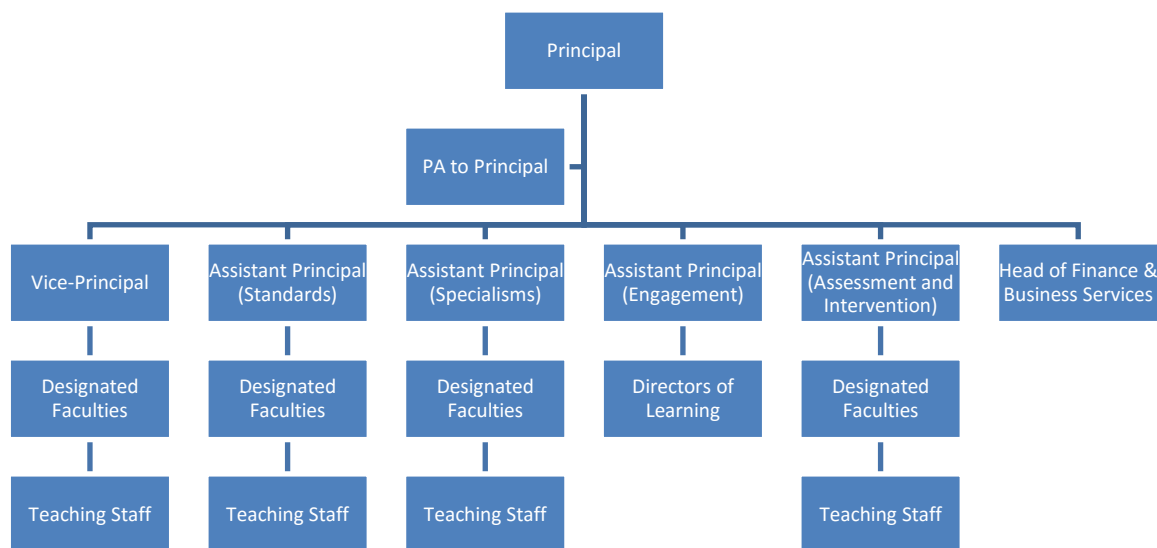 Principal
PA to Principal
Vice-Principal
Assistant Principal
(Standards)
Assistant Principal
(Specialisms)
Assistant Principal
(Engagement)
Assistant Principal
(Assessment and
Intervention)
Head of Finance &
Business Services
Designated
Faculties
Designated
Faculties
Designated
Faculties
Directors of
Learning
Designated
Faculties
Teaching Staff
Teaching Staff
Teaching Staff
Teaching Staff